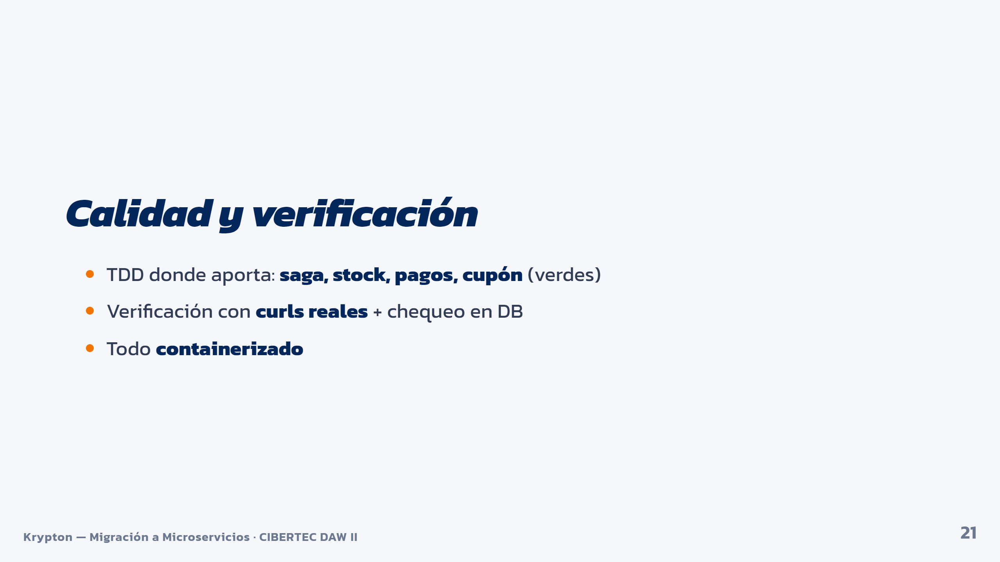 Calidad y verificación
TDD donde aporta: saga, stock, pagos, cupón (verdes)
Verificación con curls reales + chequeo en DB
Todo containerizado
Krypton — Migración a Microservicios · CIBERTEC DAW II
21